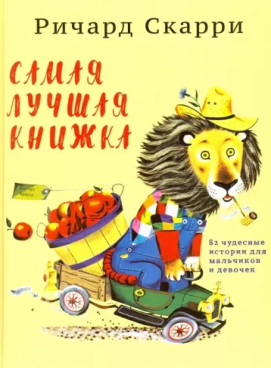 Ричард Скарри
САМАЯ
ЛУЧШАЯ
КНИЖКА
82 чудесные
истории для
мальчиков
и девочек